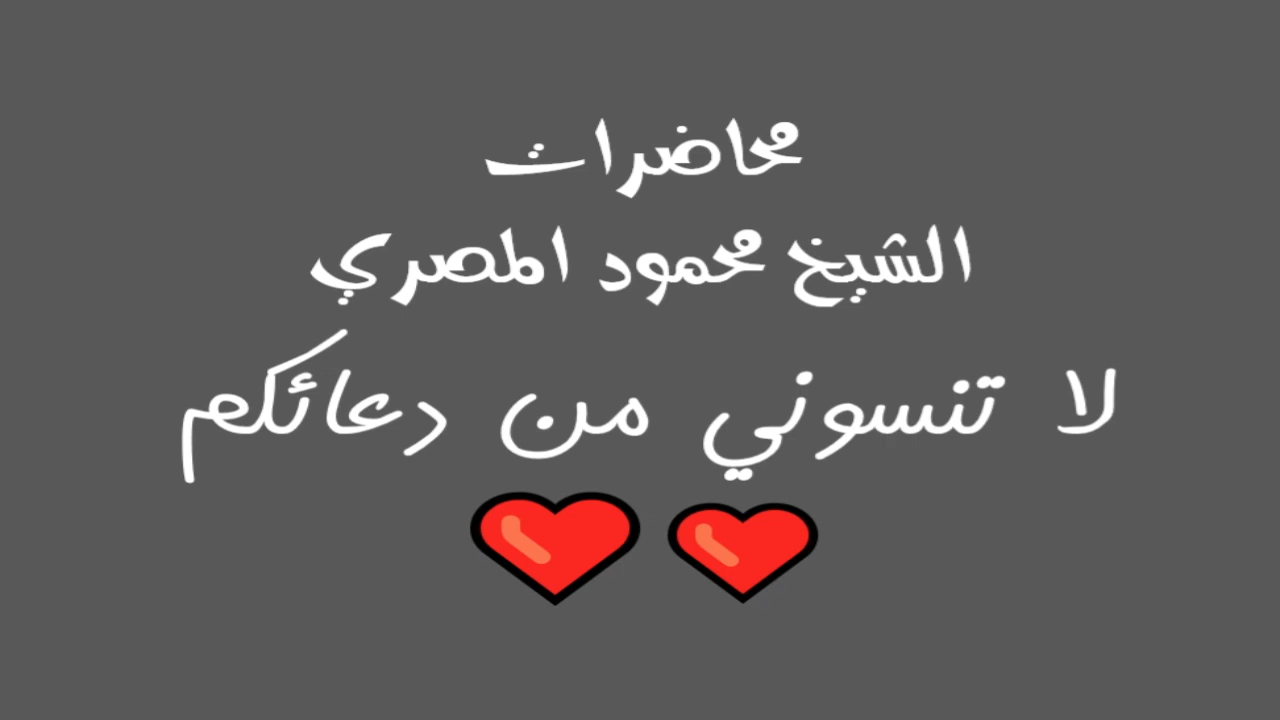 محاضرات
الشيخ محمود المصري
لا تنسوني من دعائكم